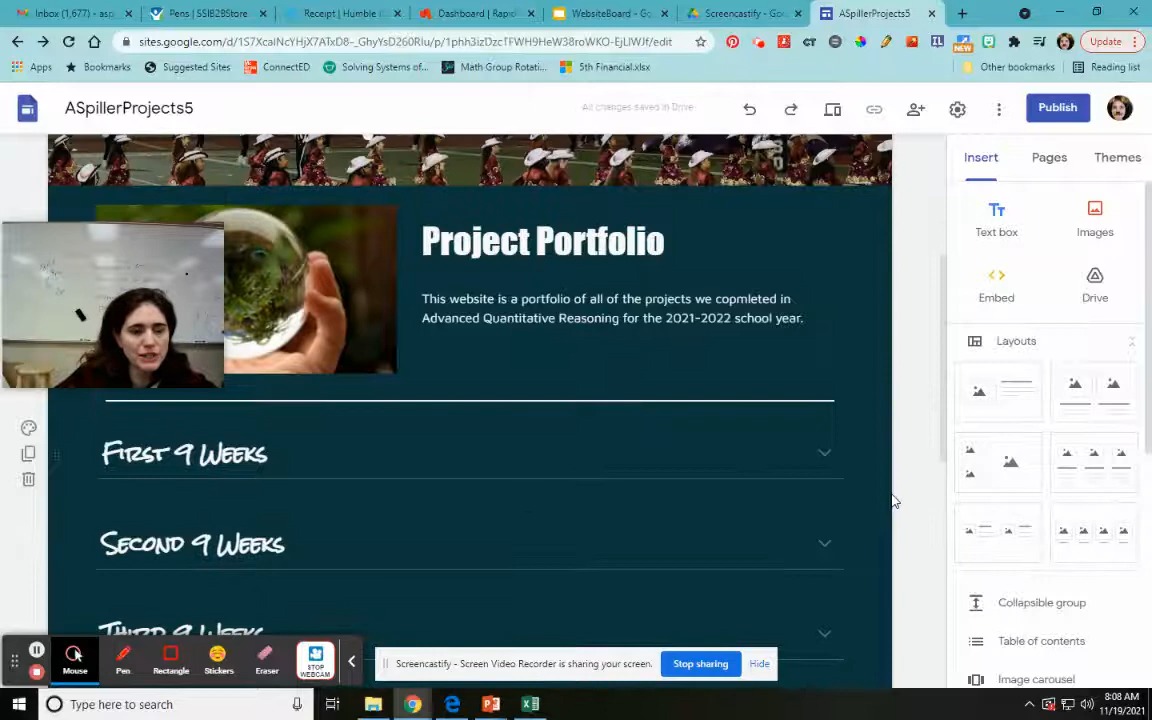 Inbox (1,677) - asp
Pens | 5SIB2BStore
Receipt | Humble I
Dashboard | Rapid
WebsiteBoard - Go
Screencastify - Go
ASpillerProjects5
sites.google.com/d/
/edit
Update
Apps
Bookmarks
Suggested Sites
ConnectED
Solving Systems of...
Math Group Rotati...
5th Financial.xlsx
Other bookmarks
Reading list
ASpillerProjects5
All changes saved in Drive
Publish
Insert
Pages
Themes
Text box
Images
Embed
Drive
Layouts
Collapsible group
Table of contents
Image carousel
Project Portfolio
This website is a portfolio of all of the projects we copmleted in
Advanced Quantitative Reasoning for the 2021-2022 school year.
First 9 Weeks
Second 9 Weeks
Third 9 Weeks
Mouse
Pen
Rectangle
Stickers
Eraser
STOP
WEBCAM
Screencastify - Screen Video Recorder is sharing your screen.
Stop sharing
Hide
Type here to search
8:08 AM
11/19/2021